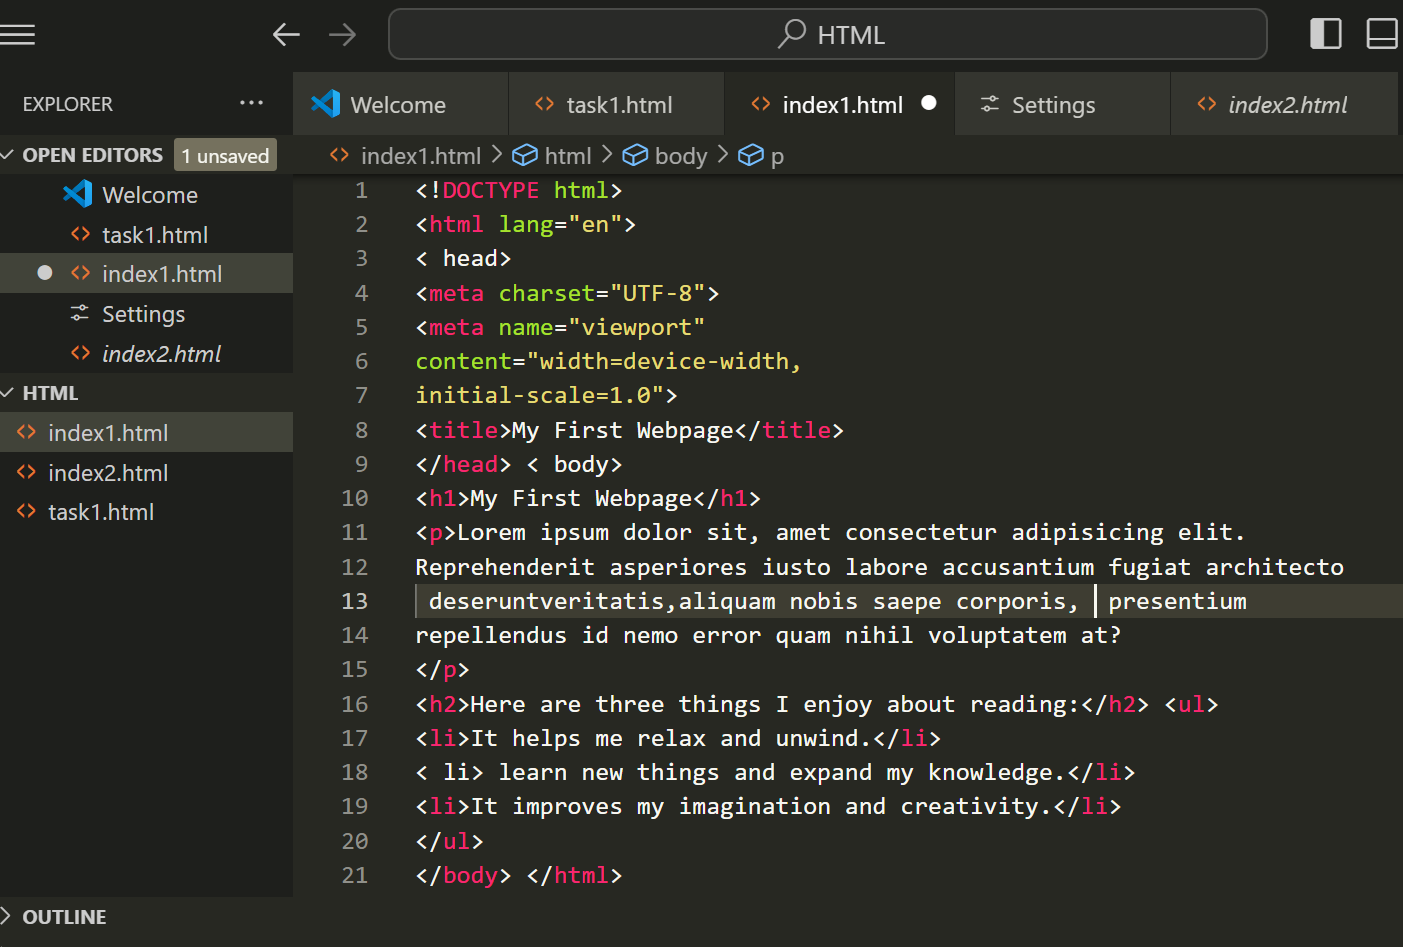 HTML
EXPLORER ...
OPEN EDITORS 1 unsaved
Welcome
task1.html
index1.html
Settings
index2.html
HTML
index1.html
index2.html
task1.html
OUTLINE
Welcome task1.html index1.html Settings index2.html
index1.html > html > body > p
1 <!DOCTYPE html>
2 <html lang="en">
3 < head>
4 <meta charset="UTF-8">
5 <meta name="viewport"
6 content="width=device-width,
7 initial-scale=1.0">
8 <title>My First Webpage</title>
9 </head> < body>
10 <h1>My First Webpage</h1>
11 <p>Lorem ipsum dolor sit, amet consectetur adipisicing elit.
12 Reprehenderit asperiores iusto labore accusantium fugiat architecto
13 deseruntveritatis,aliquam nobis saepe corporis, presentium
14 repellendus id nemo error quam nihil voluptatem at?
15 </p>
16 <h2>Here are three things I enjoy about reading:</h2> <ul>
17 <li>It helps me relax and unwind.</li>
18 < li> learn new things and expand my knowledge.</li>
19 <li>It improves my imagination and creativity.</li>
20 </ul>
21 </body> </html>